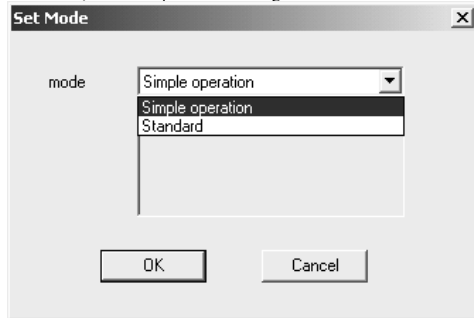 Set Mode
mode
Simple operation
Simple operation
Standard
OK
Cancel